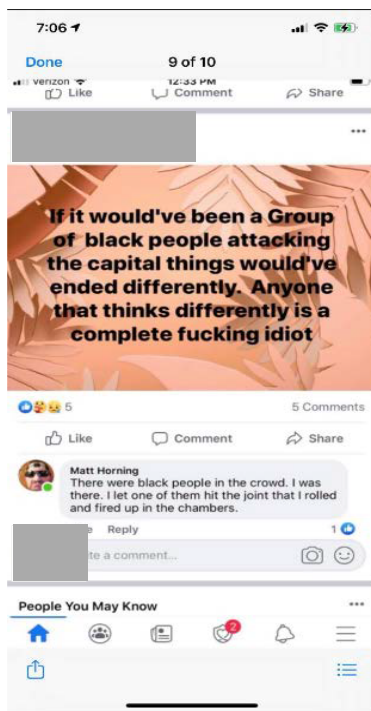 7:06
Done 9 of 10
verizon 12:33 PM
Like Comment Share
If it would've been a Group
of black people attacking
the capital things would've
ended differently. Anyone
that thinks differently is a
complete fucking idiot
5 5 Comments
Like Comment Share
Matt Horning
There were black people in the crowd. I was
there. I let one of them hit the joint that I rolled
and fired up in the chambers.
Reply 1
a comment...
People You May Know
2